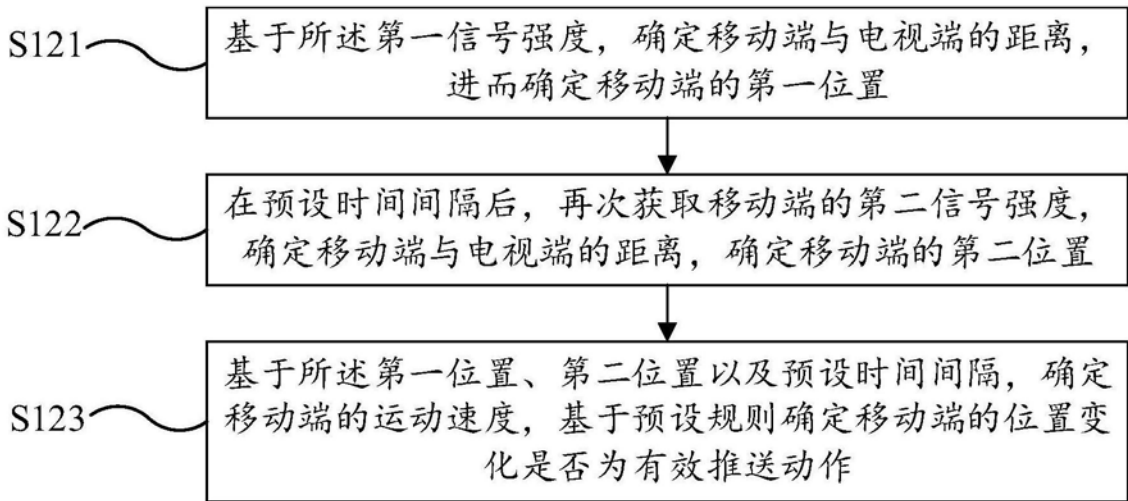 S121
基于所述第一信号强度，确定移动端与电视端的距离，
进而确定移动端的第一位置
S122
在预设时间间隔后，再次获取移动端的第二信号强度，
确定移动端与电视端的距离，确定移动端的第二位置
S123
基于所述第一位置、第二位置以及预设时间间隔，确定
移动端的运动速度，基于预设规则确定移动端的位置变
化是否为有效推送动作